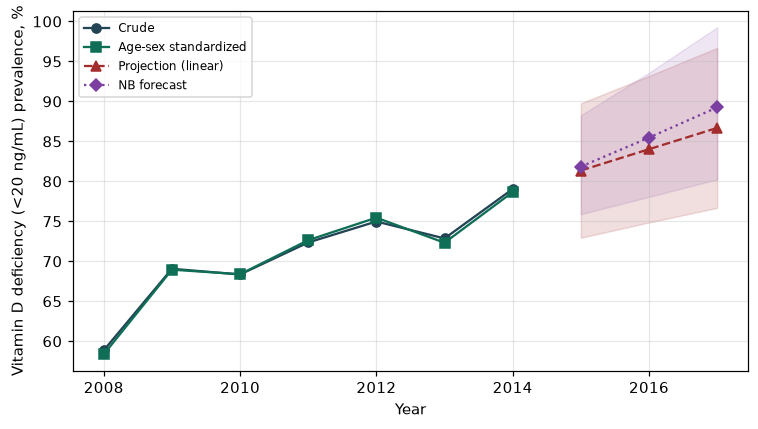 Vitamin D deficiency (<20 ng/mL) prevalence, %
100
95
90
85
80
75
70
65
60
Crude
Age-sex standardized
Projection (linear)
NB forecast
2008
2010
2012
2014
2016
Year